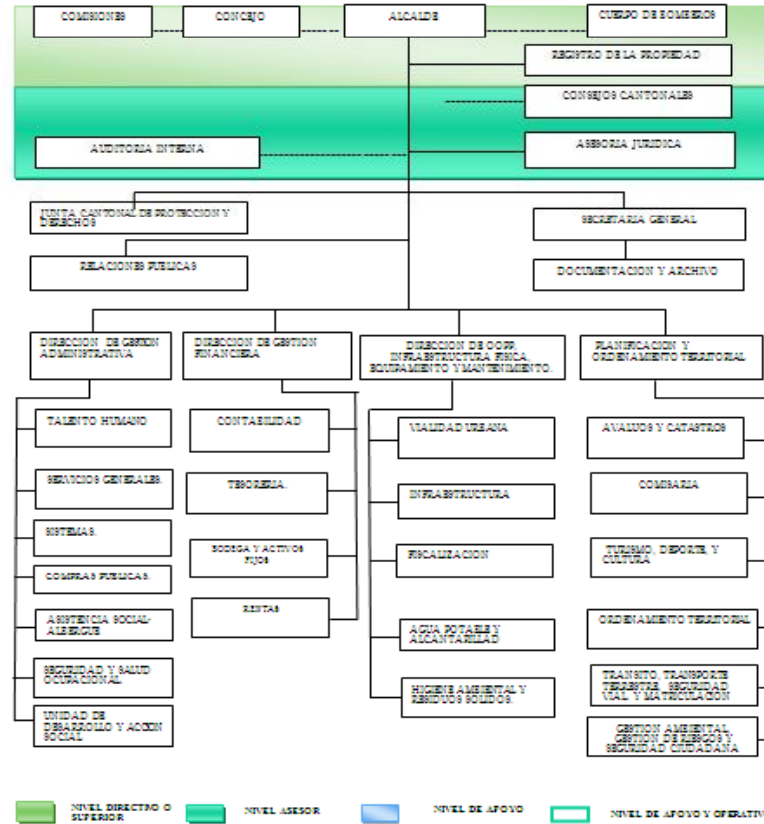 COMISIONES
CONCEJO
ALCALDE
CUERPO DE BOMBEROS
REGISTRO DE LA PROPIEDAD
CONSEJOS CANTONALES
AUDITORIA INTERNA
ASESORIA JURIDICA
JUNTA CANTONAL DE PROTECCION Y
DERECHOS
SECRETARIA GENERAL
RELACIONES PUBLICAS
DOCUMENTACION Y ARCHIVO
DIRECCION DE GESTION
ADMINISTRATIVA
DIRECCION DE GESTION
FINANCIERA
DIRECCION DE OOPP,
INFRAESTRUCTURA FISICA,
EQUIPAMIENTO Y MANTENIMIENTO.
PLANIFICACION Y
ORDENAMIENTO TERRITORIAL
TALENTO HUMANO
SERVICIOS GENERALES.
SISTEMAS.
COMPRAS PUBLICAS.
ASISTENCIA SOCIAL-
ALBERGUE
SEGURIDAD Y SALUD
OCUPACIONAL
UNIDAD DE
DESARROLLO Y ACCION
SOCIAL
CONTABILIDAD
TESORERIA.
BODEGA Y ACTIVOS
FIJOS
RENTAS
VIALIDAD URBANA
INFRAESTRUCTURA
FISCALIZACION
AGUA POTABLE Y
ALCANTARILLAD
HIGIENE AMBIENTAL Y
RESIDUOS SOLIDOS.
AVALUOS Y CATASTROS
COMISARIA
TURISMO, DEPORTE, Y
CULTURA
ORDENAMIENTO TERRITORIAL
TRANSITO, TRANSPORTE
TERRESTRE, SEGURIDAD
VIAL Y MATRICULACION
GESTION AMBIENTAL,
GESTION DE RIESGOS Y
SEGURIDAD CIUDADANA
NIVEL DIRECTIVO O
SUPERIOR
NIVEL ASESOR
NIVEL DE APOYO
NIVEL DE APOYO Y OPERATIV